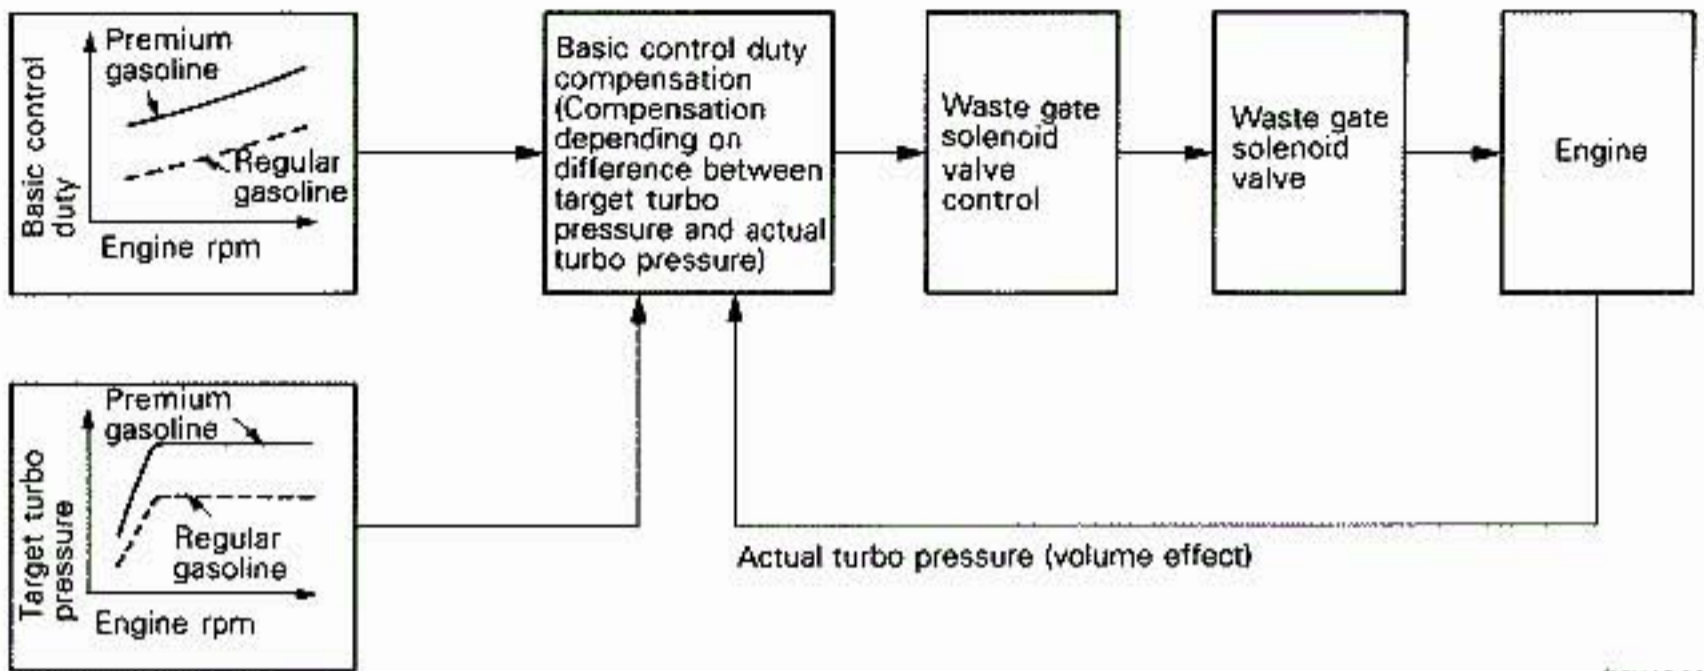 Premium
gasoline
Regular
gasoline
Basic control
duty
Engine rpm
Basic control duty
compensation
(Compensation
depending on
difference between
target turbo
pressure and actual
turbo pressure)
Waste gate
solenoid
valve
control
Waste gate
solenoid
valve
Engine
Premium
gasoline
Regular
gasoline
Target turbo
pressure
Engine rpm
Actual turbo pressure (volume effect)